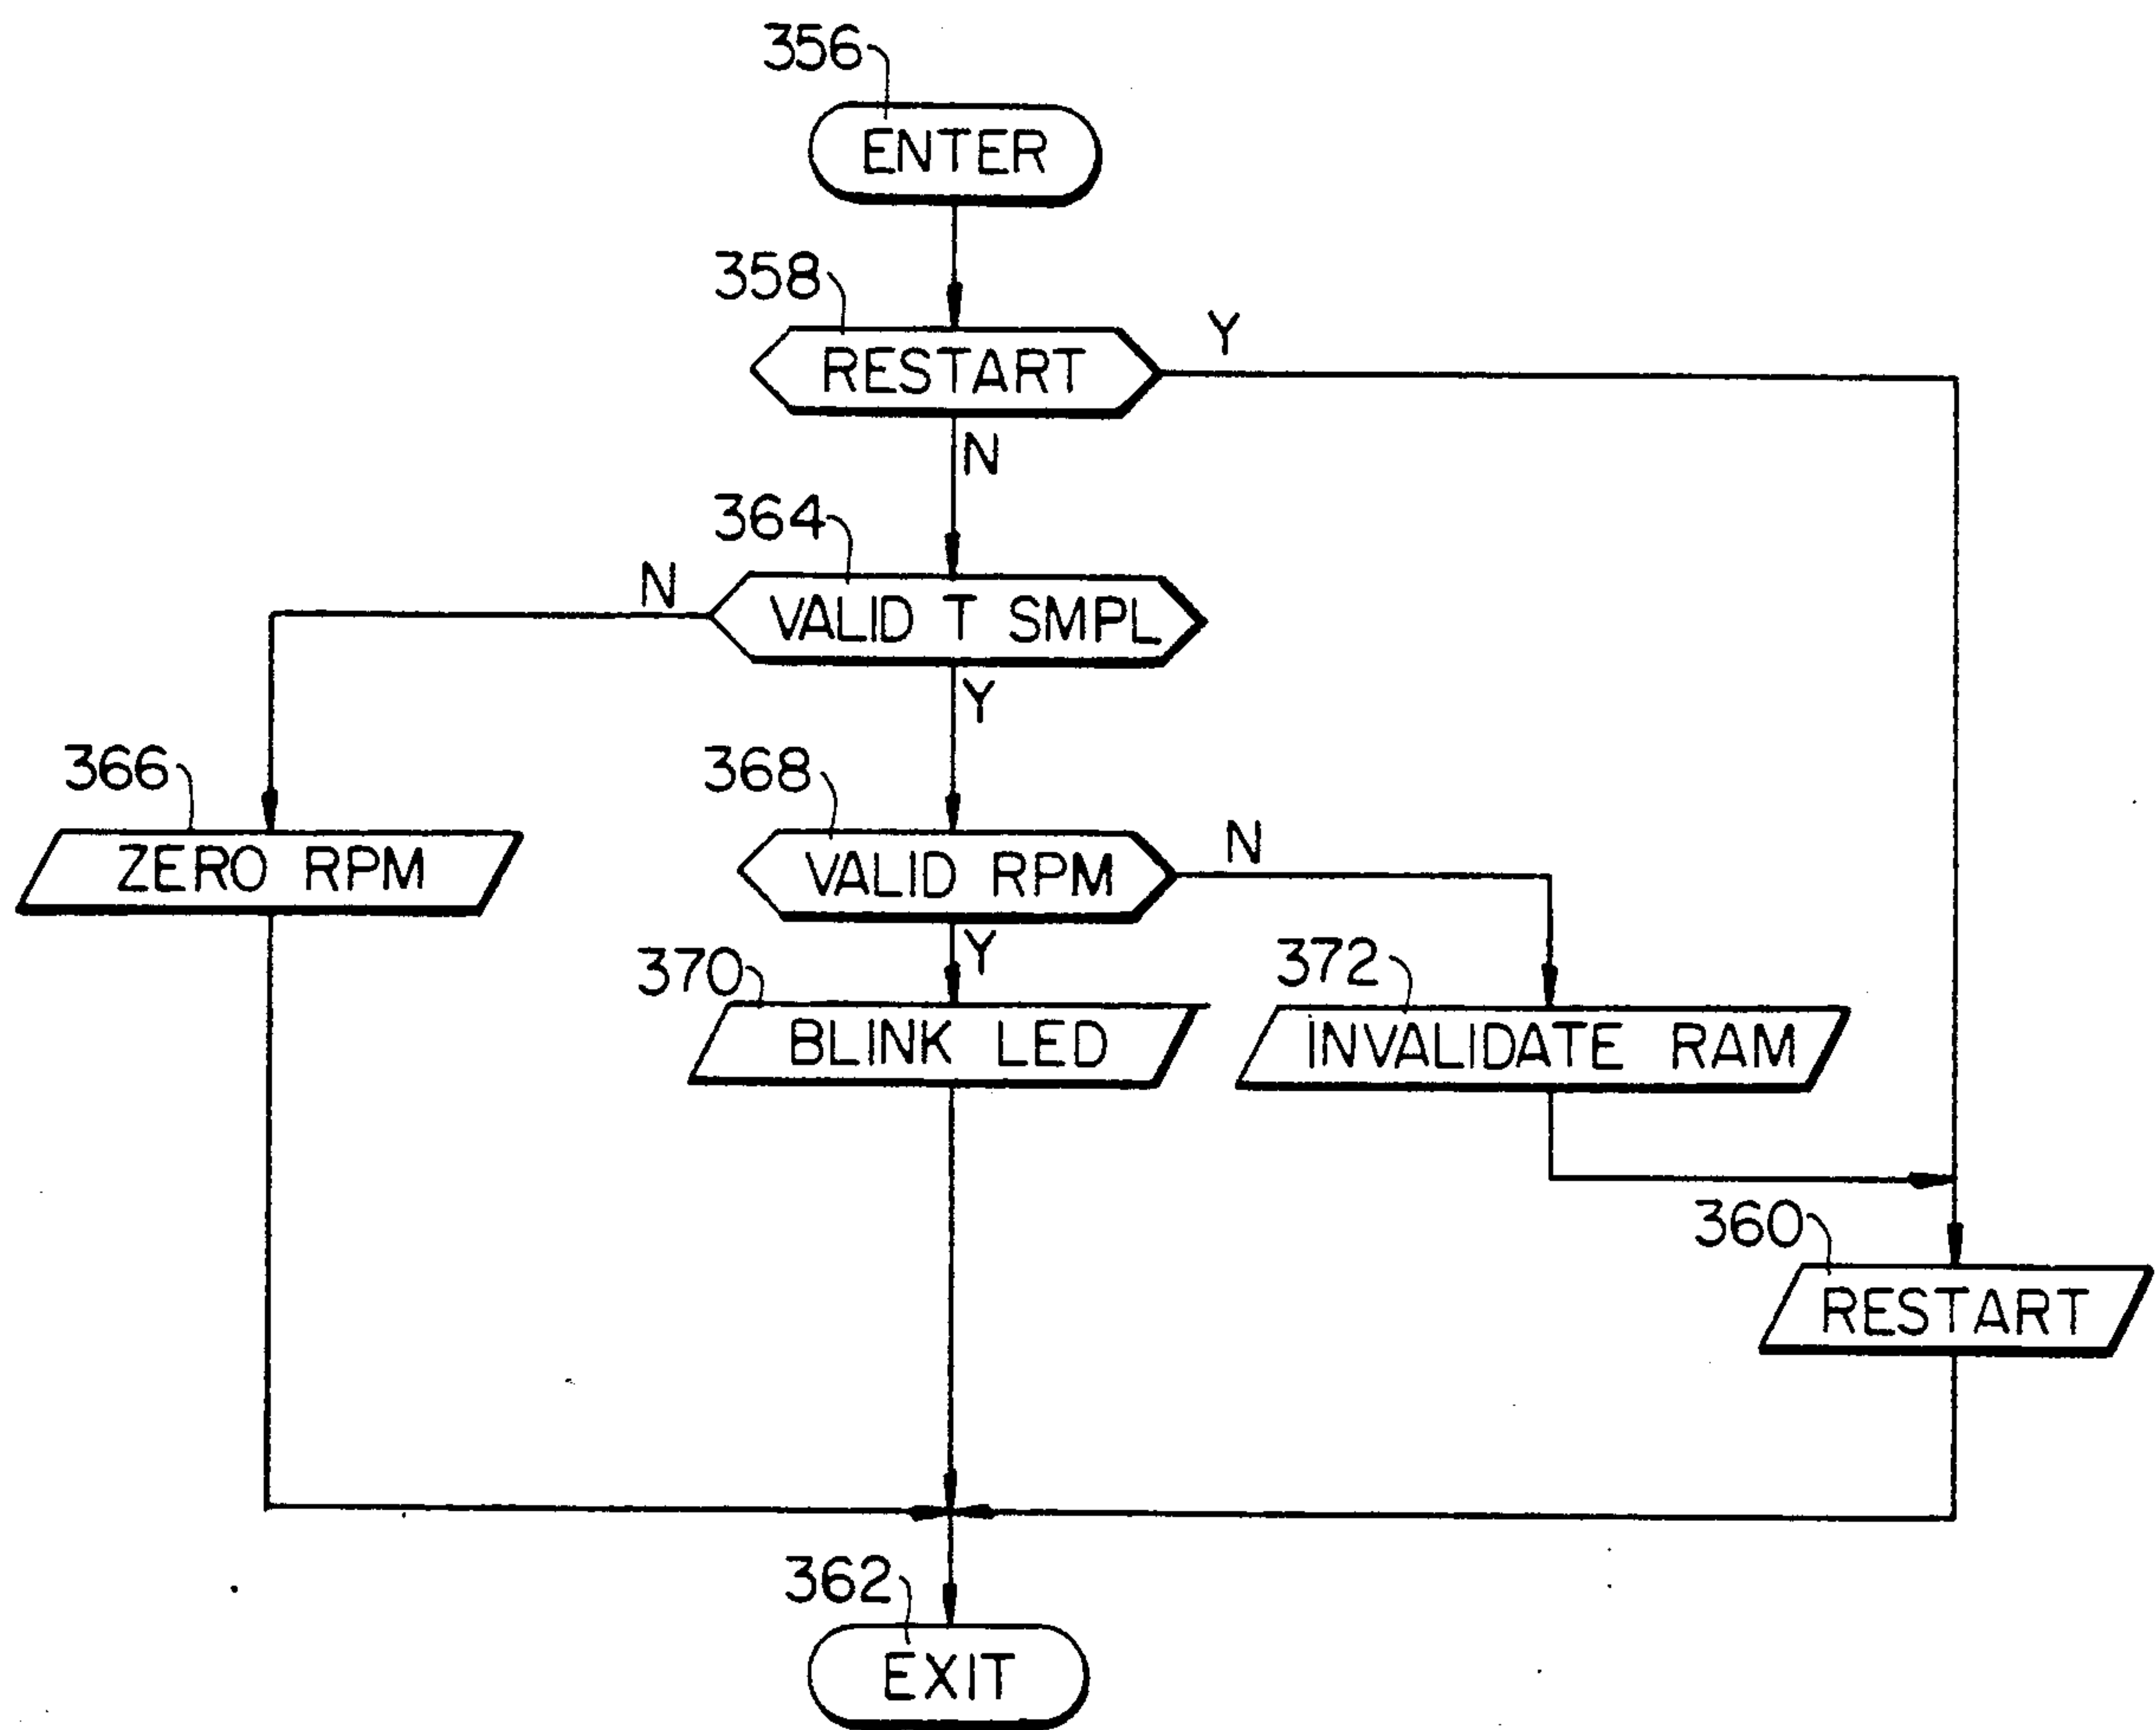 356
ENTER
358
RESTART
Y
N
364
N
VALID T SMPL
Y
366
ZERO RPM
368
VALID RPM
N
Y
370
BLINK LED
372
INVALIDATE RAM
360
RESTART
362
EXIT